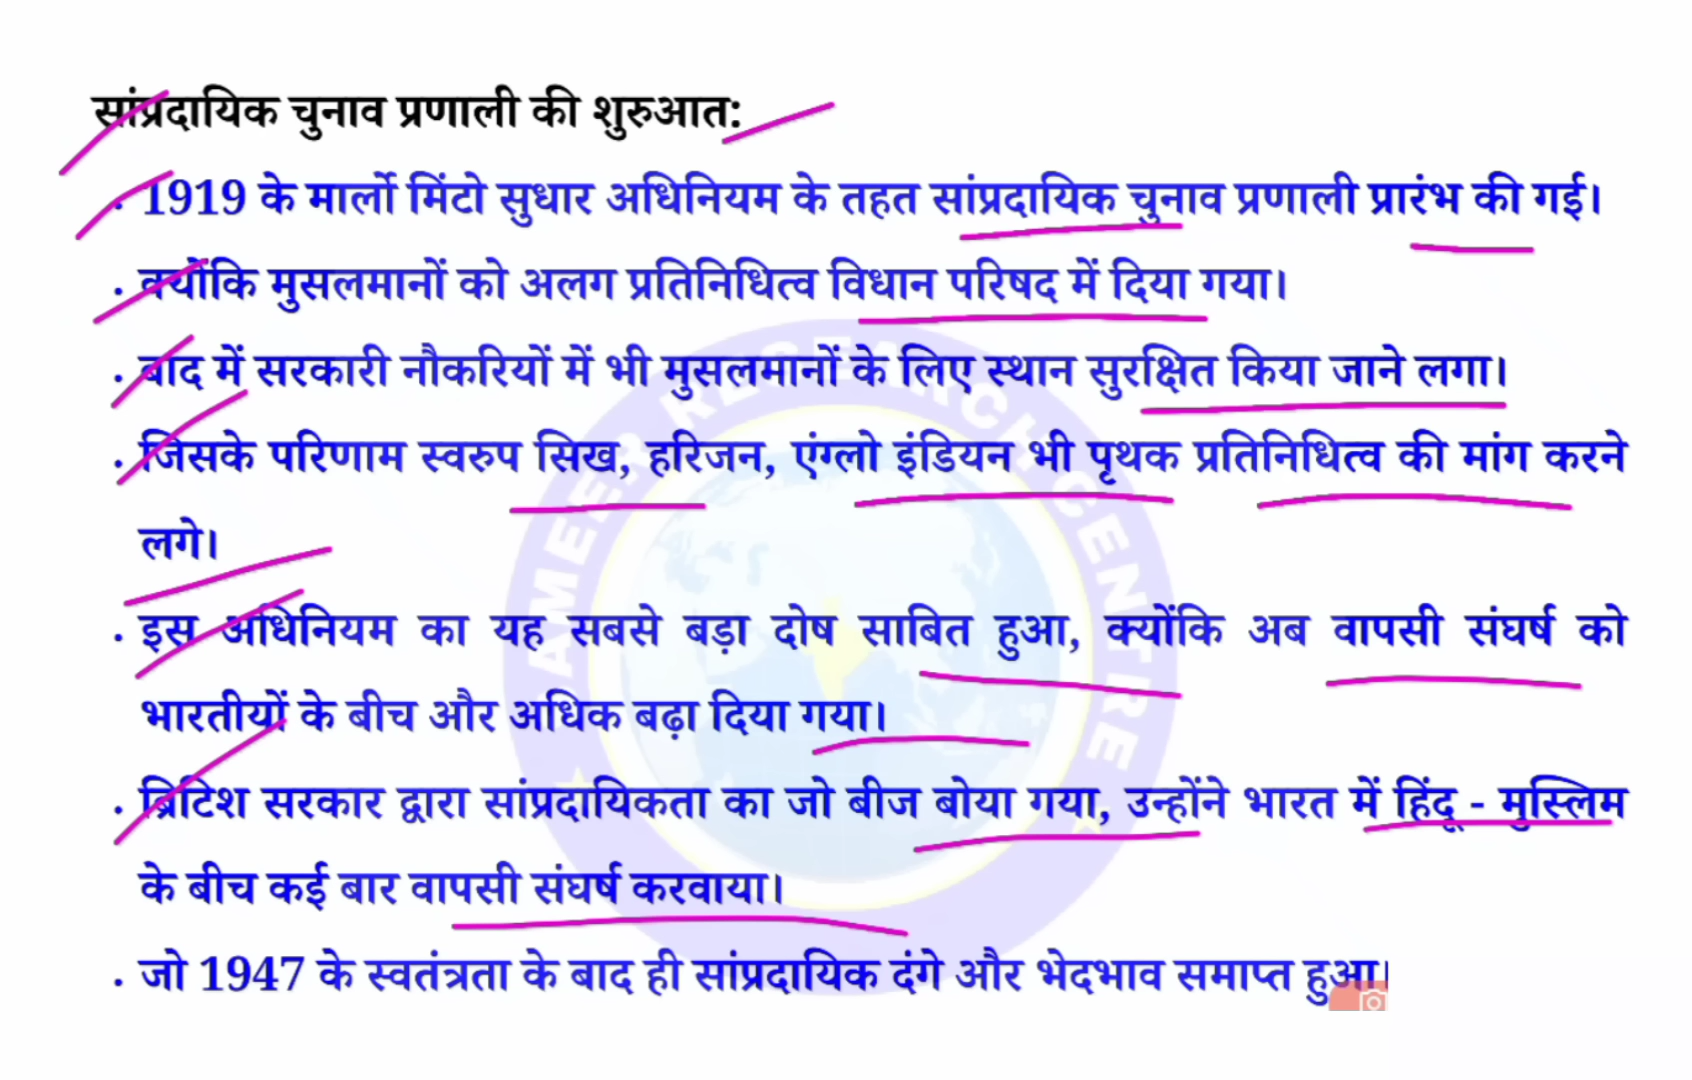 सांप्रदायिक चुनाव प्रणाली की शुरुआत:
. 1919 के मार्लो मिंटो सुधार अधिनियम के तहत सांप्रदायिक चुनाव प्रणाली प्रारंभ की गई।
. क्योंकि मुसलमानों को अलग प्रतिनिधित्व विधान परिषद में दिया गया।
. बाद में सरकारी नौकरियों में भी मुसलमानों के लिए स्थान सुरक्षित किया जाने लगा।
. जिसके परिणाम स्वरुप सिख, हरिजन, एंग्लो इंडियन भी पृथक प्रतिनिधित्व की मांग करने
लगे।
. इस अधिनियम का यह सबसे बड़ा दोष साबित हुआ, क्योंकि अब वापसी संघर्ष को
भारतीयों के बीच और अधिक बढ़ा दिया गया।
. ब्रिटिश सरकार द्वारा सांप्रदायिकता का जो बीज बोया गया, उन्होंने भारत में हिंदू - मुस्लिम
के बीच कई बार वापसी संघर्ष करवाया।
. जो 1947 के स्वतंत्रता के बाद ही सांप्रदायिक दंगे और भेदभाव समाप्त हुआ।
AMEER RESEARCH CENTRE